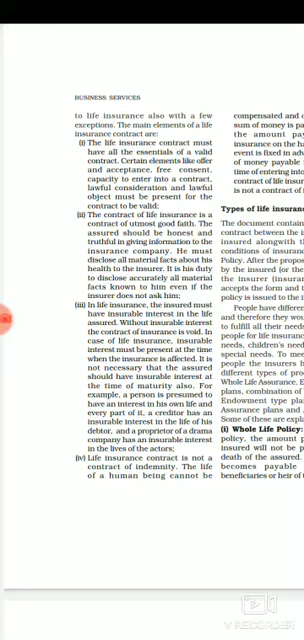 BUSINESS SERVICES
to life insurance also with a few
exceptions. The main elements of a life
insurance contract are:
(i) The life insurance contract must
have all the essentials of a valid
contract. Certain elements like offer
and acceptance, free consent,
capacity to enter into a contract,
lawful consideration and lawful
object must be present for the
contract to be valid;
(ii) The contract of life insurance is a
contract of utmost good faith. The
assured should be honest and
truthful in giving information to the
insurance company. He must
disclose all material facts about
his health to the insurer. It is his duty
to disclose accurately all material
facts known to him even if the
insurer does not ask him;
(iii) In life insurance, the insured must
have insurable interest in the life
assured. Without insurable interest
the contract of insurance is void. In
case of life insurance, insurable
interest must be present at the time
when the insurance is affected. It is
not necessary that the assured
should have insurable interest at
the time of maturity also. For
example, a person is presumed to
have an interest in his own life and
every part of it, a creditor has an
insurable interest in the life of his
debtor, and a proprietor of a drama
company has an insurable interest
in the lives of the actors;
(iv) Life insurance contract is not a
contract of indemnity. The life
of a human being cannot be
compensated and o
sum of money is pa
the amount pay
insurance on the ha
event is fixed in adv
of money payable
time of entering into
contract of life insur
is not a contract of i
Types of life insura
The document contain
contract between the i
insured alongwith th
conditions of insuranc
Policy. After the propos
by the insured (or the
the insurer (insuran
accepts the form and t
policy is issued to the i
People have differen
and therefore they wou
to fulfill all their needs
people for life insuranc
needs, children's need
special needs. To mee
people the insurers h
different types of produ
Whole Life Assurance, E
plans, combination of
Endowment type plan
Assurance plans and
Some of these are expla
(i) Whole Life Policy:
policy, the amount p
insured will not be p
death of the assured.
becomes payable
beneficiaries or heir of t
V RECORDER